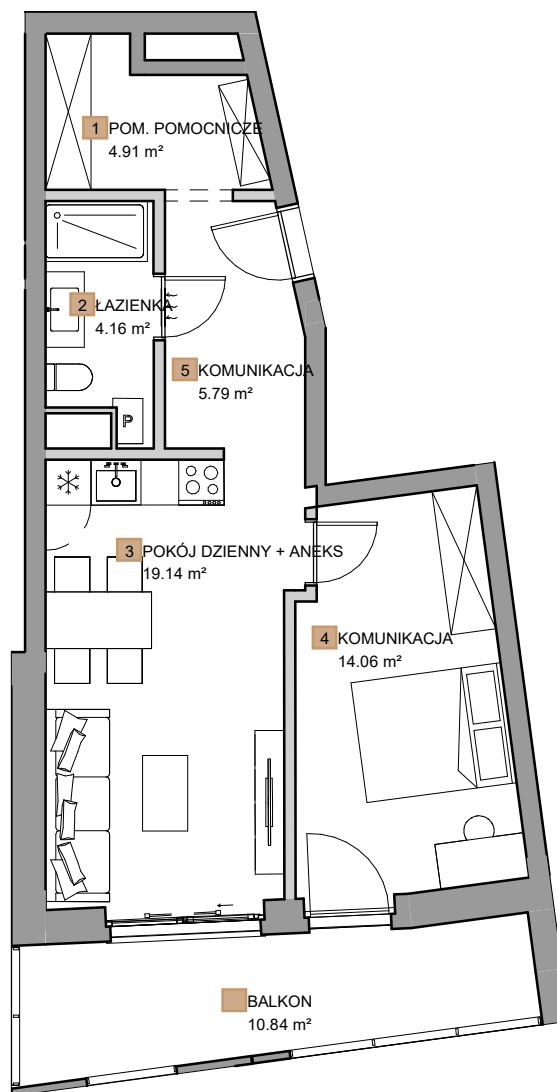 1 POM. POMOCNICZE
4.91 m²
2 ŁAZIENKA
4.16 m²
5 KOMUNIKACJA
5.79 m²
P
3 POKÓJ DZIENNY + ANEKS
19.14 m²
4 KOMUNIKACJA
14.06 m²
BALKON
10.84 m²